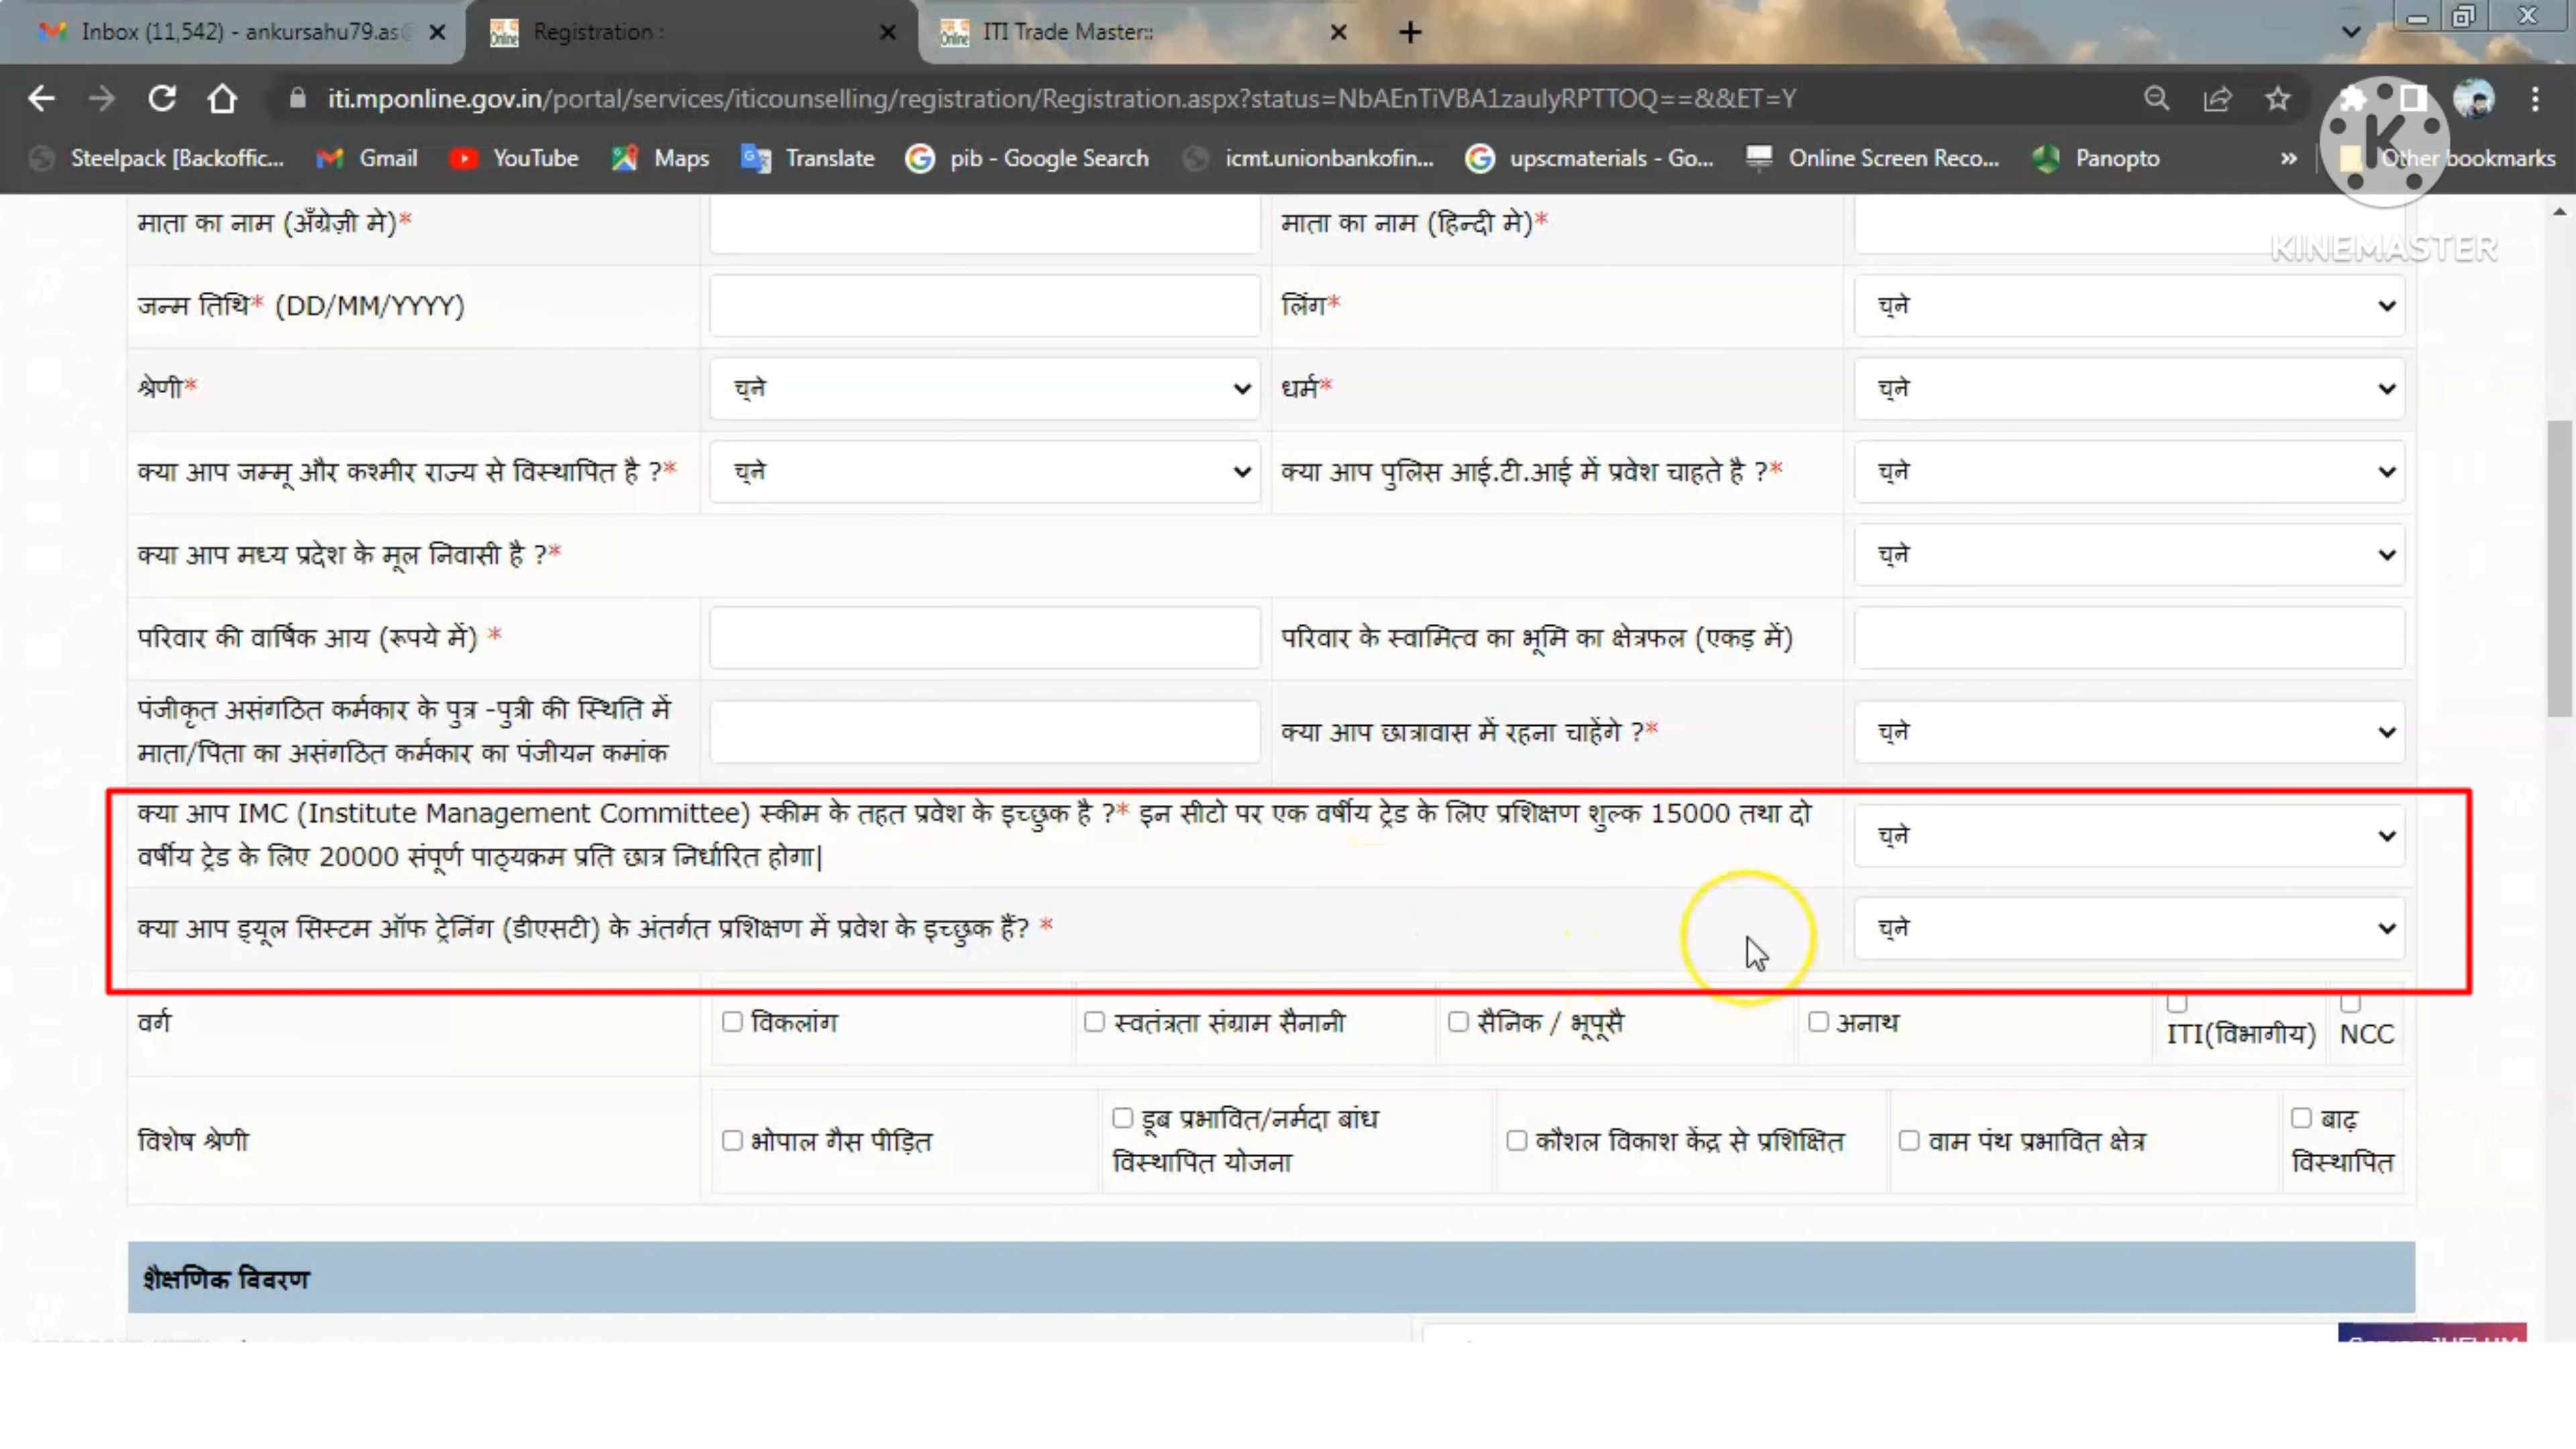 Inbox (11,542) - ankursahu79.as@ Registration : ITI Trade Master::
iti.mponline.gov.in/portal/services/iticounselling/registration/Registration.aspx?status=NbAEnTiVBA1zaulyRPTTOQ==&&ET=Y
Steelpack [Backoffic... Gmail YouTube Maps Translate pib - Google Search icmt.unionbankofin... upscmaterials - Go... Online Screen Reco... Panopto » Other bookmarks
K
KINEMASTER
माता का नाम (अँग्रेज़ी मे)* माता का नाम (हिन्दी मे)*
जन्म तिथि* (DD/MM/YYYY) लिंग* चुने
श्रेणी* चुने धर्म* चुने
क्या आप जम्मू और कश्मीर राज्य से विस्थापित है ?* चुने क्या आप पुलिस आई.टी.आई में प्रवेश चाहते है ?* चुने
क्या आप मध्य प्रदेश के मूल निवासी है ?* चुने
परिवार की वार्षिक आय (रूपये में) * परिवार के स्वामित्व का भूमि का क्षेत्रफल (एकड़ में)
पंजीकृत असंगठित कर्मकार के पुत्र -पुत्री की स्थिति में
माता/पिता का असंगठित कर्मकार का पंजीयन कमांक क्या आप छात्रावास में रहना चाहेंगे ?* चुने
क्या आप IMC (Institute Management Committee) स्कीम के तहत प्रवेश के इच्छुक है ?* इन सीटो पर एक वर्षीय ट्रेड के लिए प्रशिक्षण शुल्क 15000 तथा दो
वर्षीय ट्रेड के लिए 20000 संपूर्ण पाठ्यक्रम प्रति छात्र निर्धारित होगा| चुने
क्या आप ड्यूल सिस्टम ऑफ ट्रेनिंग (डीएसटी) के अंतर्गत प्रशिक्षण में प्रवेश के इच्छुक हैं? * चुने
वर्ग विकलांग स्वतंत्रता संग्राम सैनानी सैनिक / भूपूसै अनाथ ITI(विभागीय) NCC
विशेष श्रेणी भोपाल गैस पीड़ित डूब प्रभावित/नर्मदा बांध विस्थापित योजना कौशल विकाश केंद्र से प्रशिक्षित वाम पंथ प्रभावित क्षेत्र बाढ़ विस्थापित
शैक्षणिक विवरण